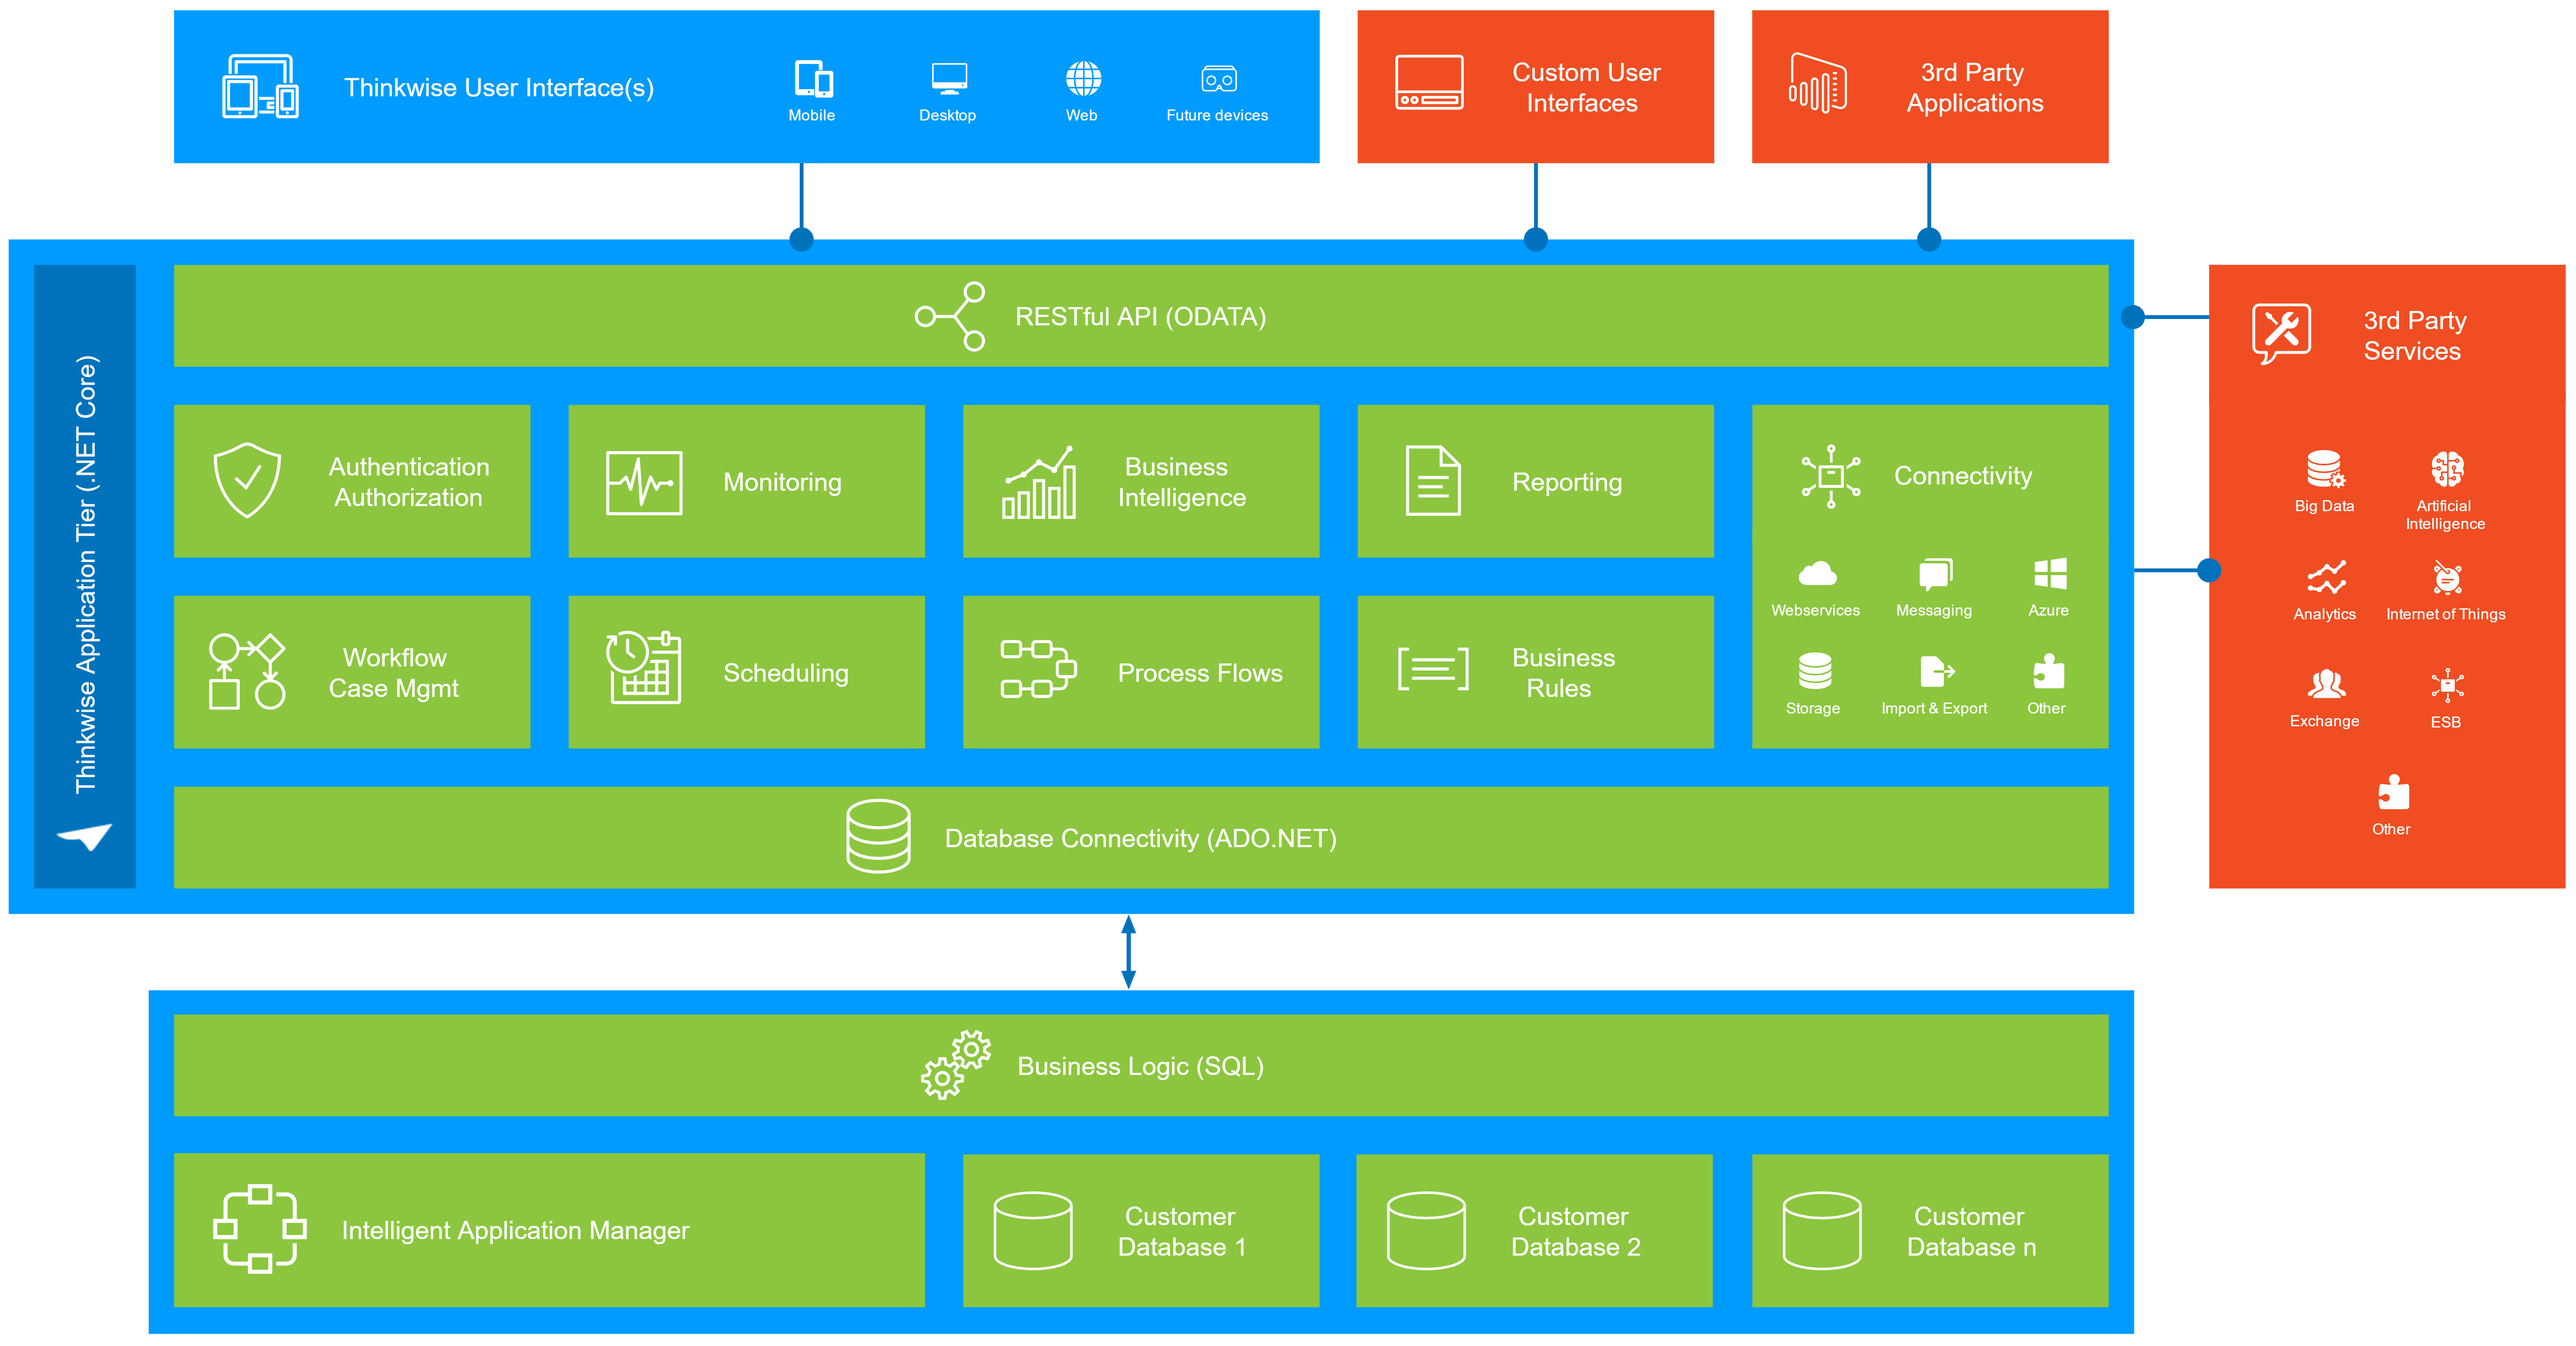 Thinkwise User Interface(s)
Mobile
Desktop
Web
Future devices
Custom User
Interfaces
3rd Party
Applications
Thinkwise Application Tier (.NET Core)
RESTful API (ODATA)
Authentication
Authorization
Monitoring
Business
Intelligence
Reporting
Connectivity
Webservices
Messaging
Azure
Storage
Import & Export
Other
Workflow
Case Mgmt
Scheduling
Process Flows
Business
Rules
Database Connectivity (ADO.NET)
3rd Party
Services
Big Data
Artificial
Intelligence
Analytics
Internet of Things
Exchange
ESB
Other
Business Logic (SQL)
Intelligent Application Manager
Customer
Database 1
Customer
Database 2
Customer
Database n